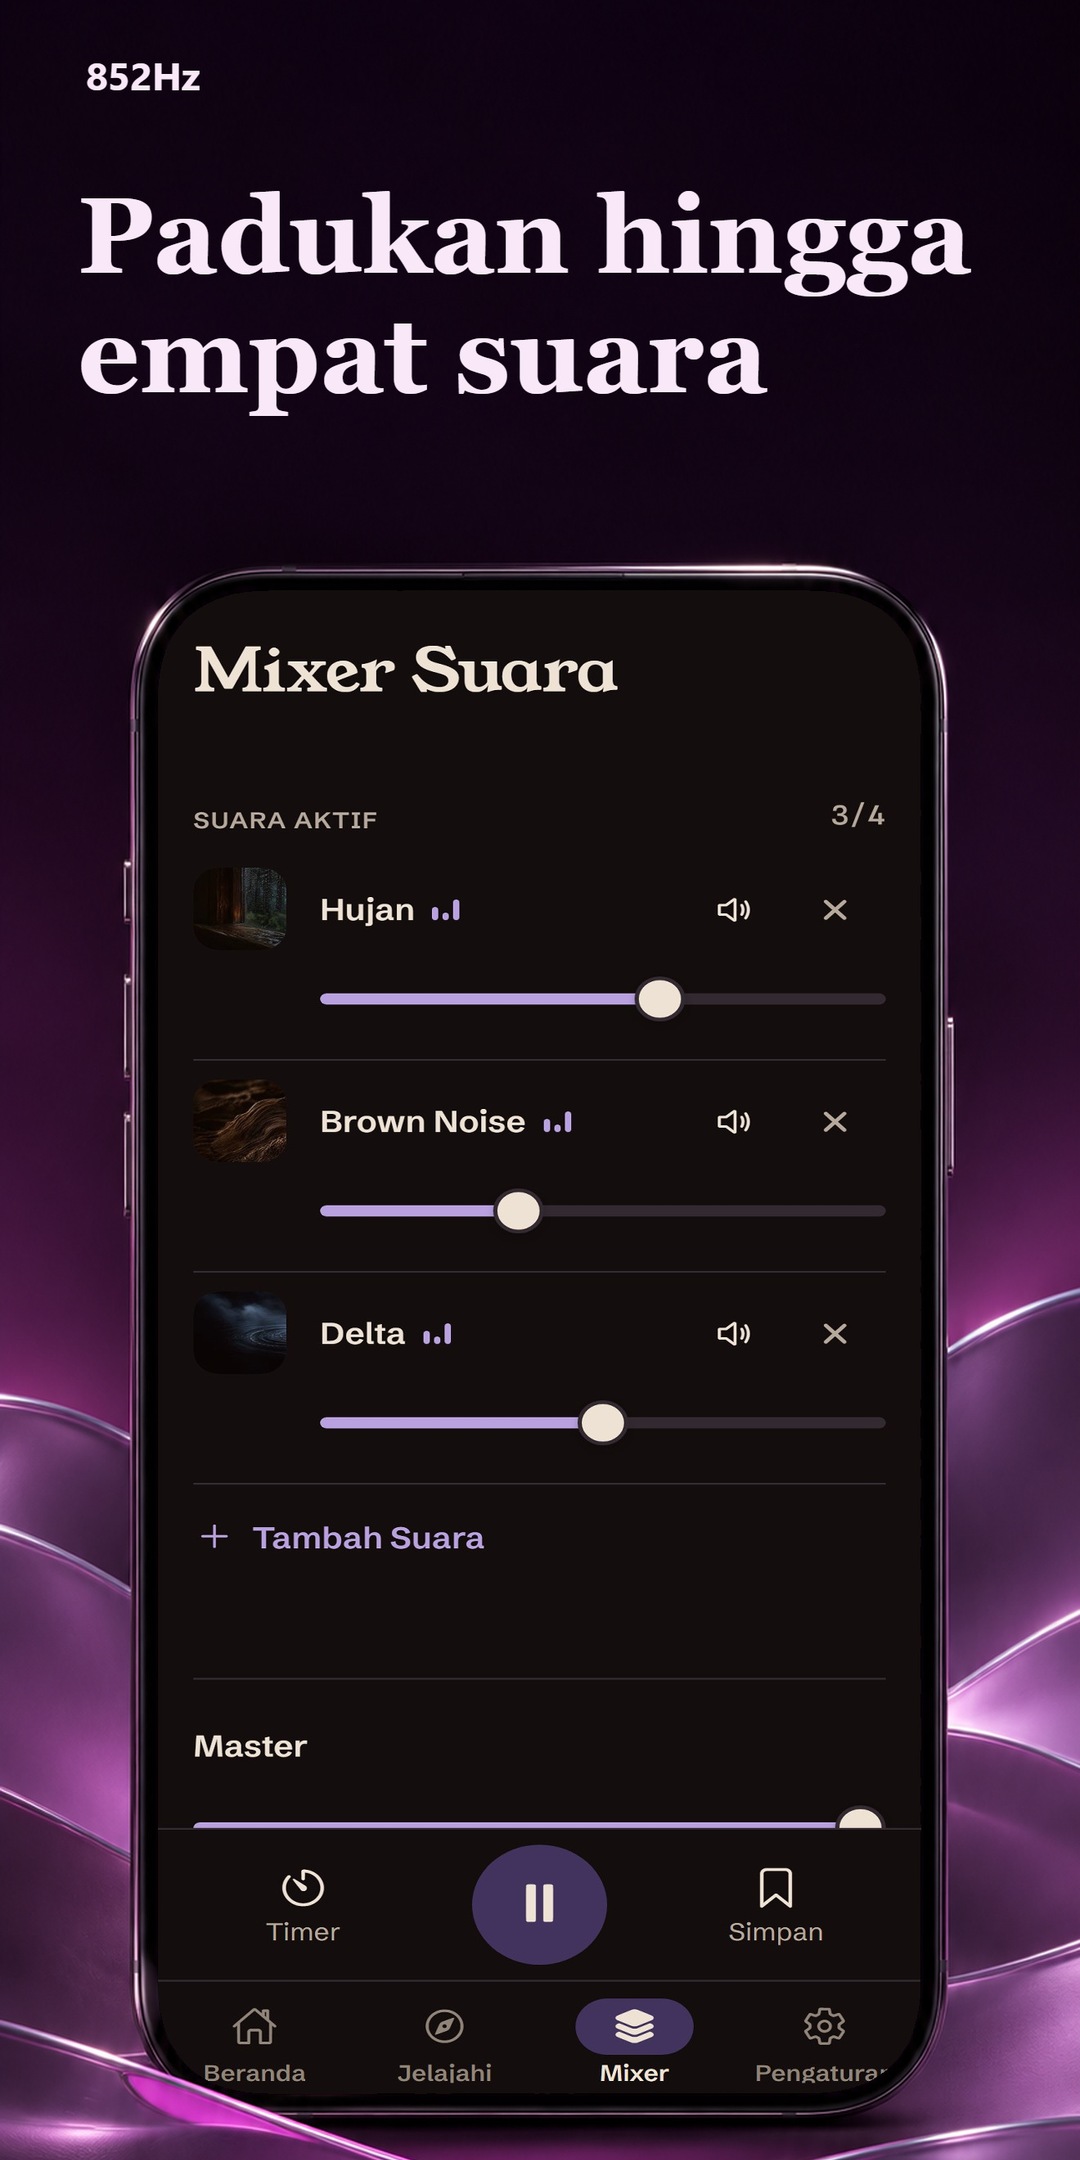 852Hz
Padukan hingga
empat suara
Mixer Suara
SUARA AKTIF 3/4
Hujan
Brown Noise
Delta
+ Tambah Suara
Master
Timer Simpan
Beranda Jelajahi Mixer Pengaturan